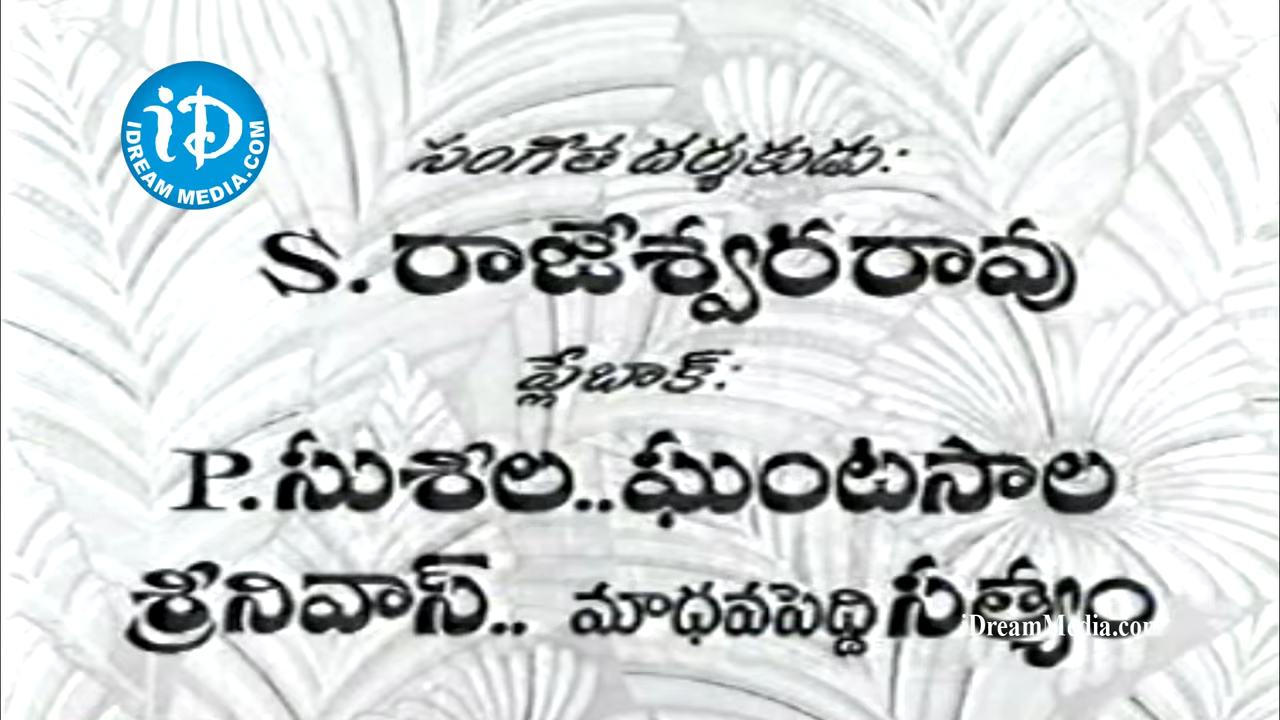 iD
IDREAM MEDIA.COM
సంగీత దర్శకుడు:
S. రాజేశ్వరరావు
ప్లేబాక్:
P. సుశీల.. ఘంటసాల
శ్రీనివాస్.. మాధవపెద్ది సత్యం
iDreamMedia.com